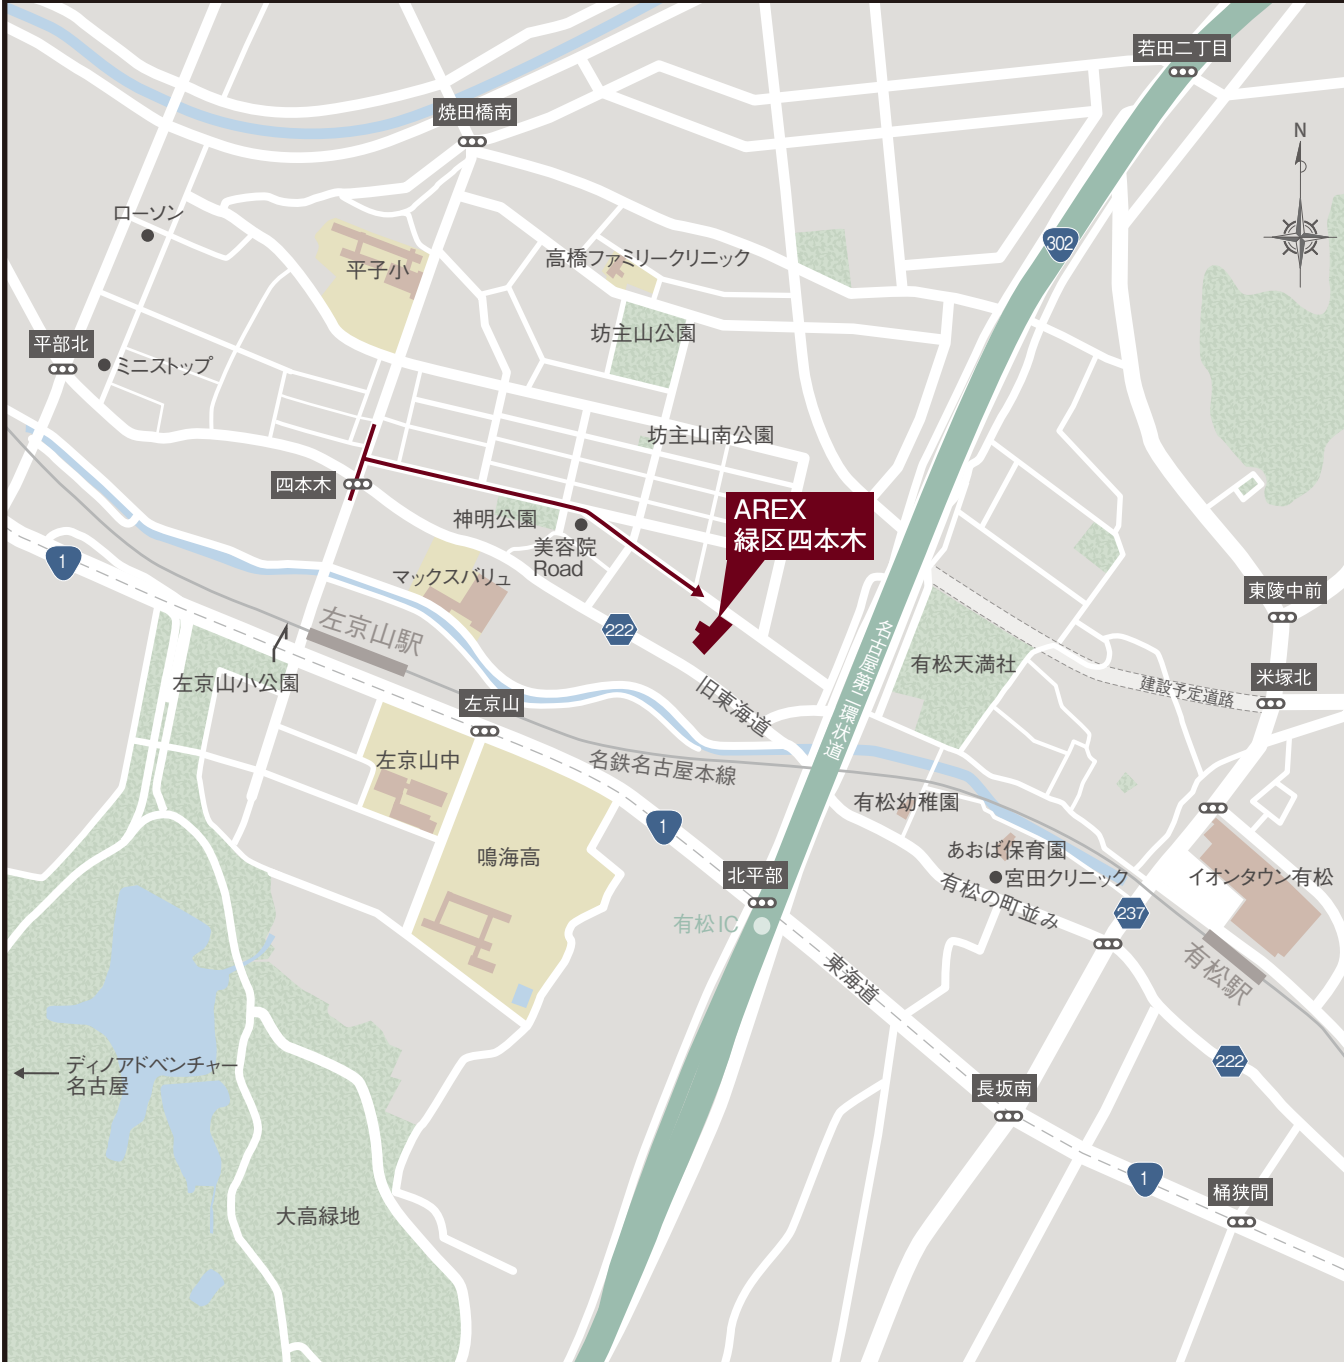 若田二丁目
焼田橋南
N
ローソン
302
高橋ファミリークリニック
平子小
坊主山公園
平部北
ミニストップ
坊主山南公園
四本木
AREX
緑区四本木
神明公園
美容院
Road
1
マックスバリュ
東陵中前
左京山駅
222
名古屋第二環状道
有松天満社
左京山小公園
米塚北
建設予定道路
旧東海道
左京山
左京山中
名鉄名古屋本線
有松幼稚園
1
鳴海高
あおば保育園
宮田クリニック
イオンタウン有松
北平部
有松の町並み
237
有松IC
有松駅
東海道
ディノアドベンチャー
名古屋
222
長坂南
1
桶狭間
大高緑地